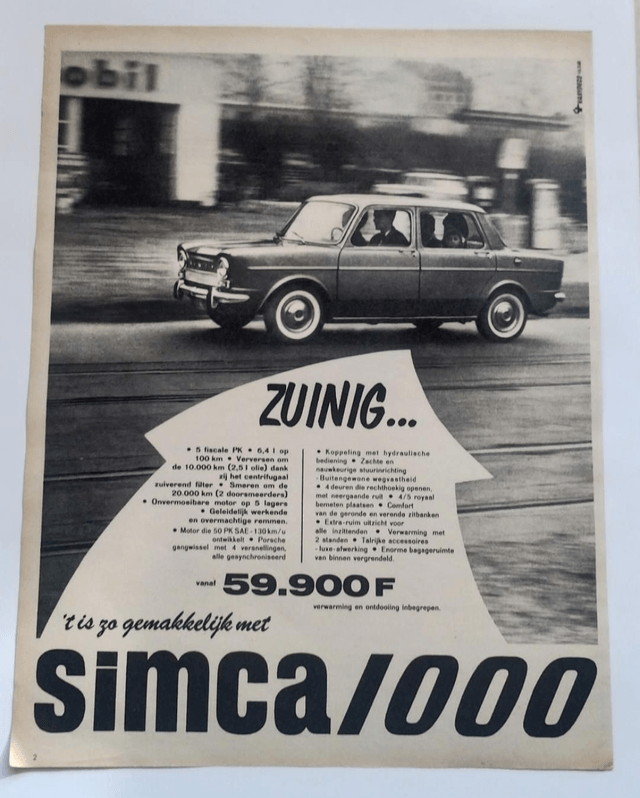 obil
ZUINIG...
• 5 fiscale PK • 6,4 l op
100 km • Verversen om
de 10.000 km (2,5 l olie) dank
zij het centrifugaal
zuiverend filter • Smeren om de
20.000 km (2 doorsmeerders)
• Onvermoeibare motor op 5 lagers
• Geleidelijk werkende
en overmachtige remmen.
• Motor die 50 PK SAE - 130 km/u
ontwikkelt • Porsche
gangwissel met 4 versnellingen,
alle gesynchroniseerd
• Koppeling met hydraulische
bediening • Zachte en
nauwkeurige stuurinrichting
- Buitengewone wegvastheid
• 4 deuren die rechthoekig openen,
met neergaande ruit • 4/5 royaal
bemeten plaatsen • Comfort
van de geronde en verende zitbanken
• Extra-ruim uitzicht voor
alle inzittenden • Verwarming met
2 standen • Talrijke accessoires
- luxe-afwerking • Enorme bagageruimte
van binnen vergrendeld.
vanaf 59.900 F
verwarming en ontdooiing inbegrepen.
't is zo gemakkelijk met
simca 1000
2